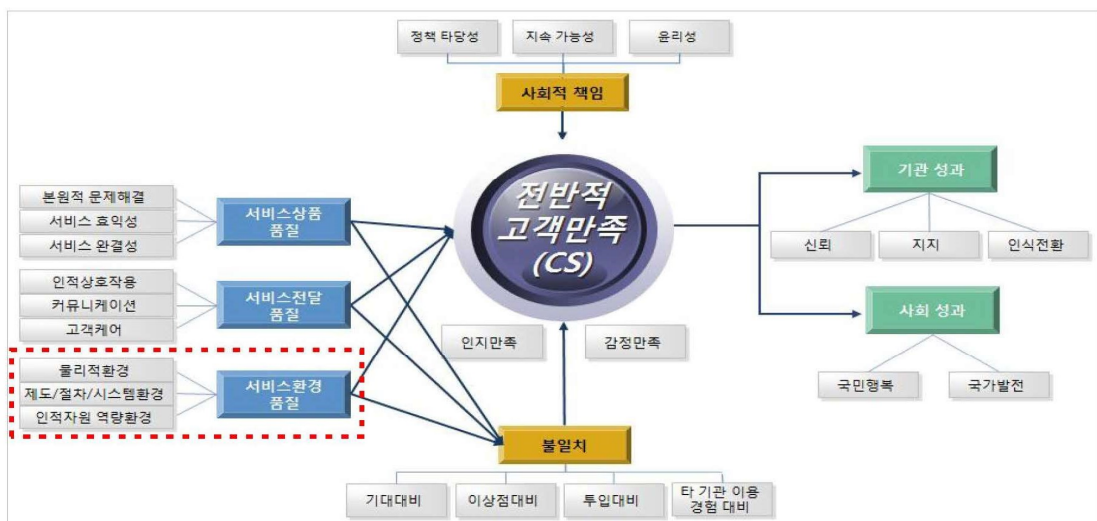 정책 타당성
지속 가능성
윤리성
사회적 책임
전반적
고객만족
(CS)
본원적 문제해결
서비스 효익성
서비스 완결성
서비스상품
품질
인적상호작용
커뮤니케이션
고객케어
서비스전달
품질
물리적환경
제도/절차/시스템환경
인적자원 역량환경
서비스환경
품질
인지만족
감정만족
불일치
기대대비
이상점대비
투입대비
타 기관 이용
경험 대비
기관 성과
신뢰
지지
인식전환
사회 성과
국민행복
국가발전